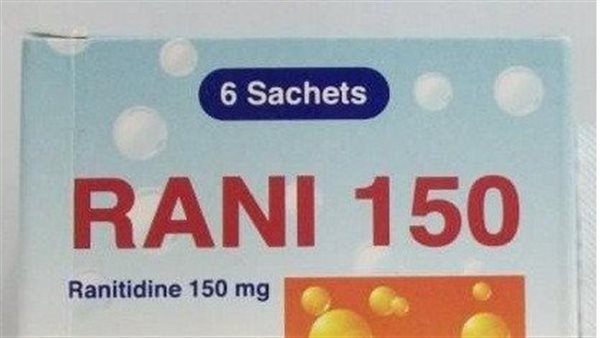 6 Sachets
RANI 150
Ranitidine 150 mg